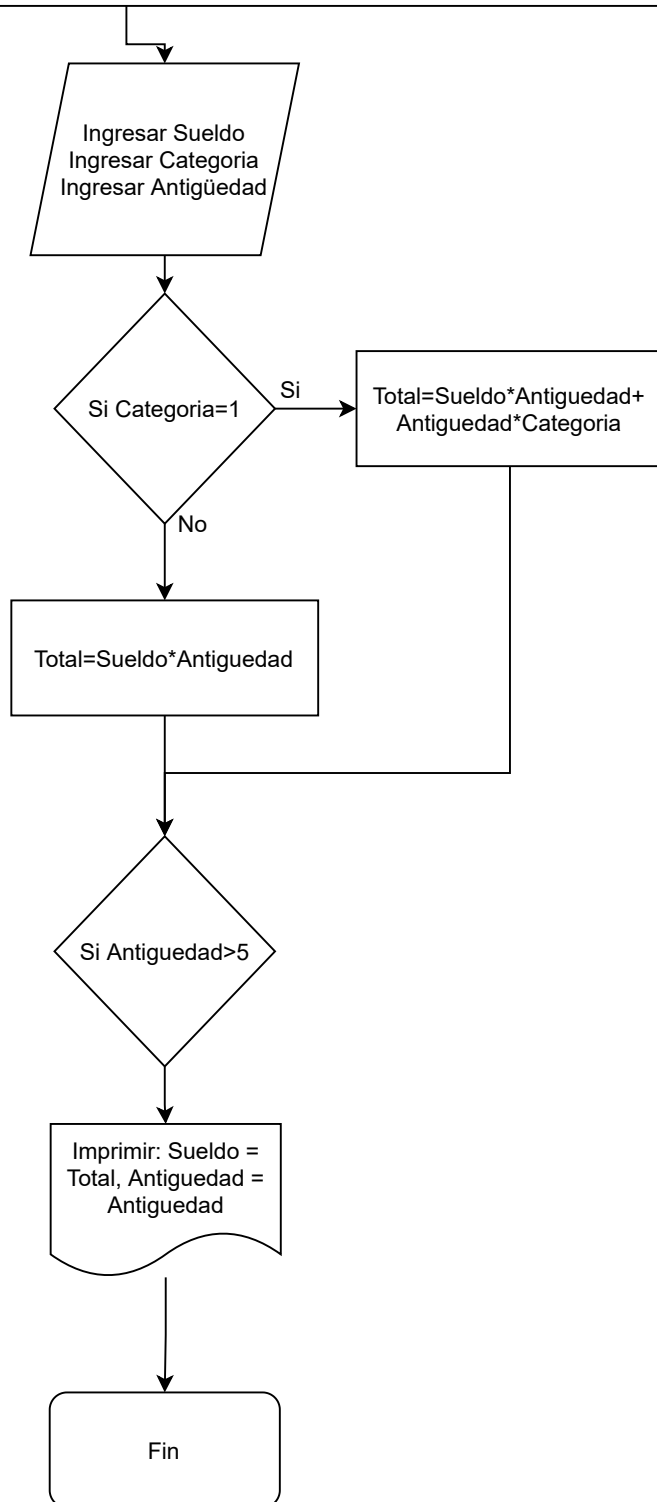 Ingresar Sueldo
Ingresar Categoria
Ingresar Antigüedad
Si Categoria=1
Si
Total=Sueldo*Antiguedad+
Antiguedad*Categoria
No
Total=Sueldo*Antiguedad
Si Antiguedad>5
Imprimir: Sueldo =
Total, Antiguedad =
Antiguedad
Fin